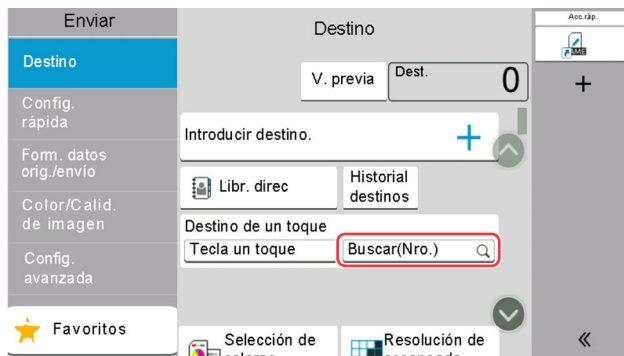 Enviar
Destino
Config.
rápida
Form. datos
orig./envío
Color/Calid.
de imagen
Config.
avanzada
Favoritos
Destino
V. previa
Dest.
0
Introducir destino.
Libr. direc
Historial
destinos
Destino de un toque
Tecla un toque
Buscar(Nro.)
Selección de
colores
Resolución de
escaneado
Acc.ráp.